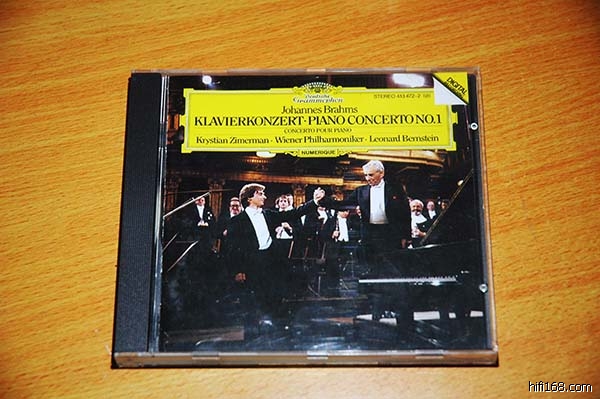 Deutsche
Grammophon
STEREO 413 472-2 GH
DIGITAL
Johannes Brahms
KLAVIERKONZERT·PIANO CONCERTO NO.1
CONCERTO POUR PIANO
Krystian Zimerman · Wiener Philharmoniker · Leonard Bernstein
NUMERIQUE
hifi168.com